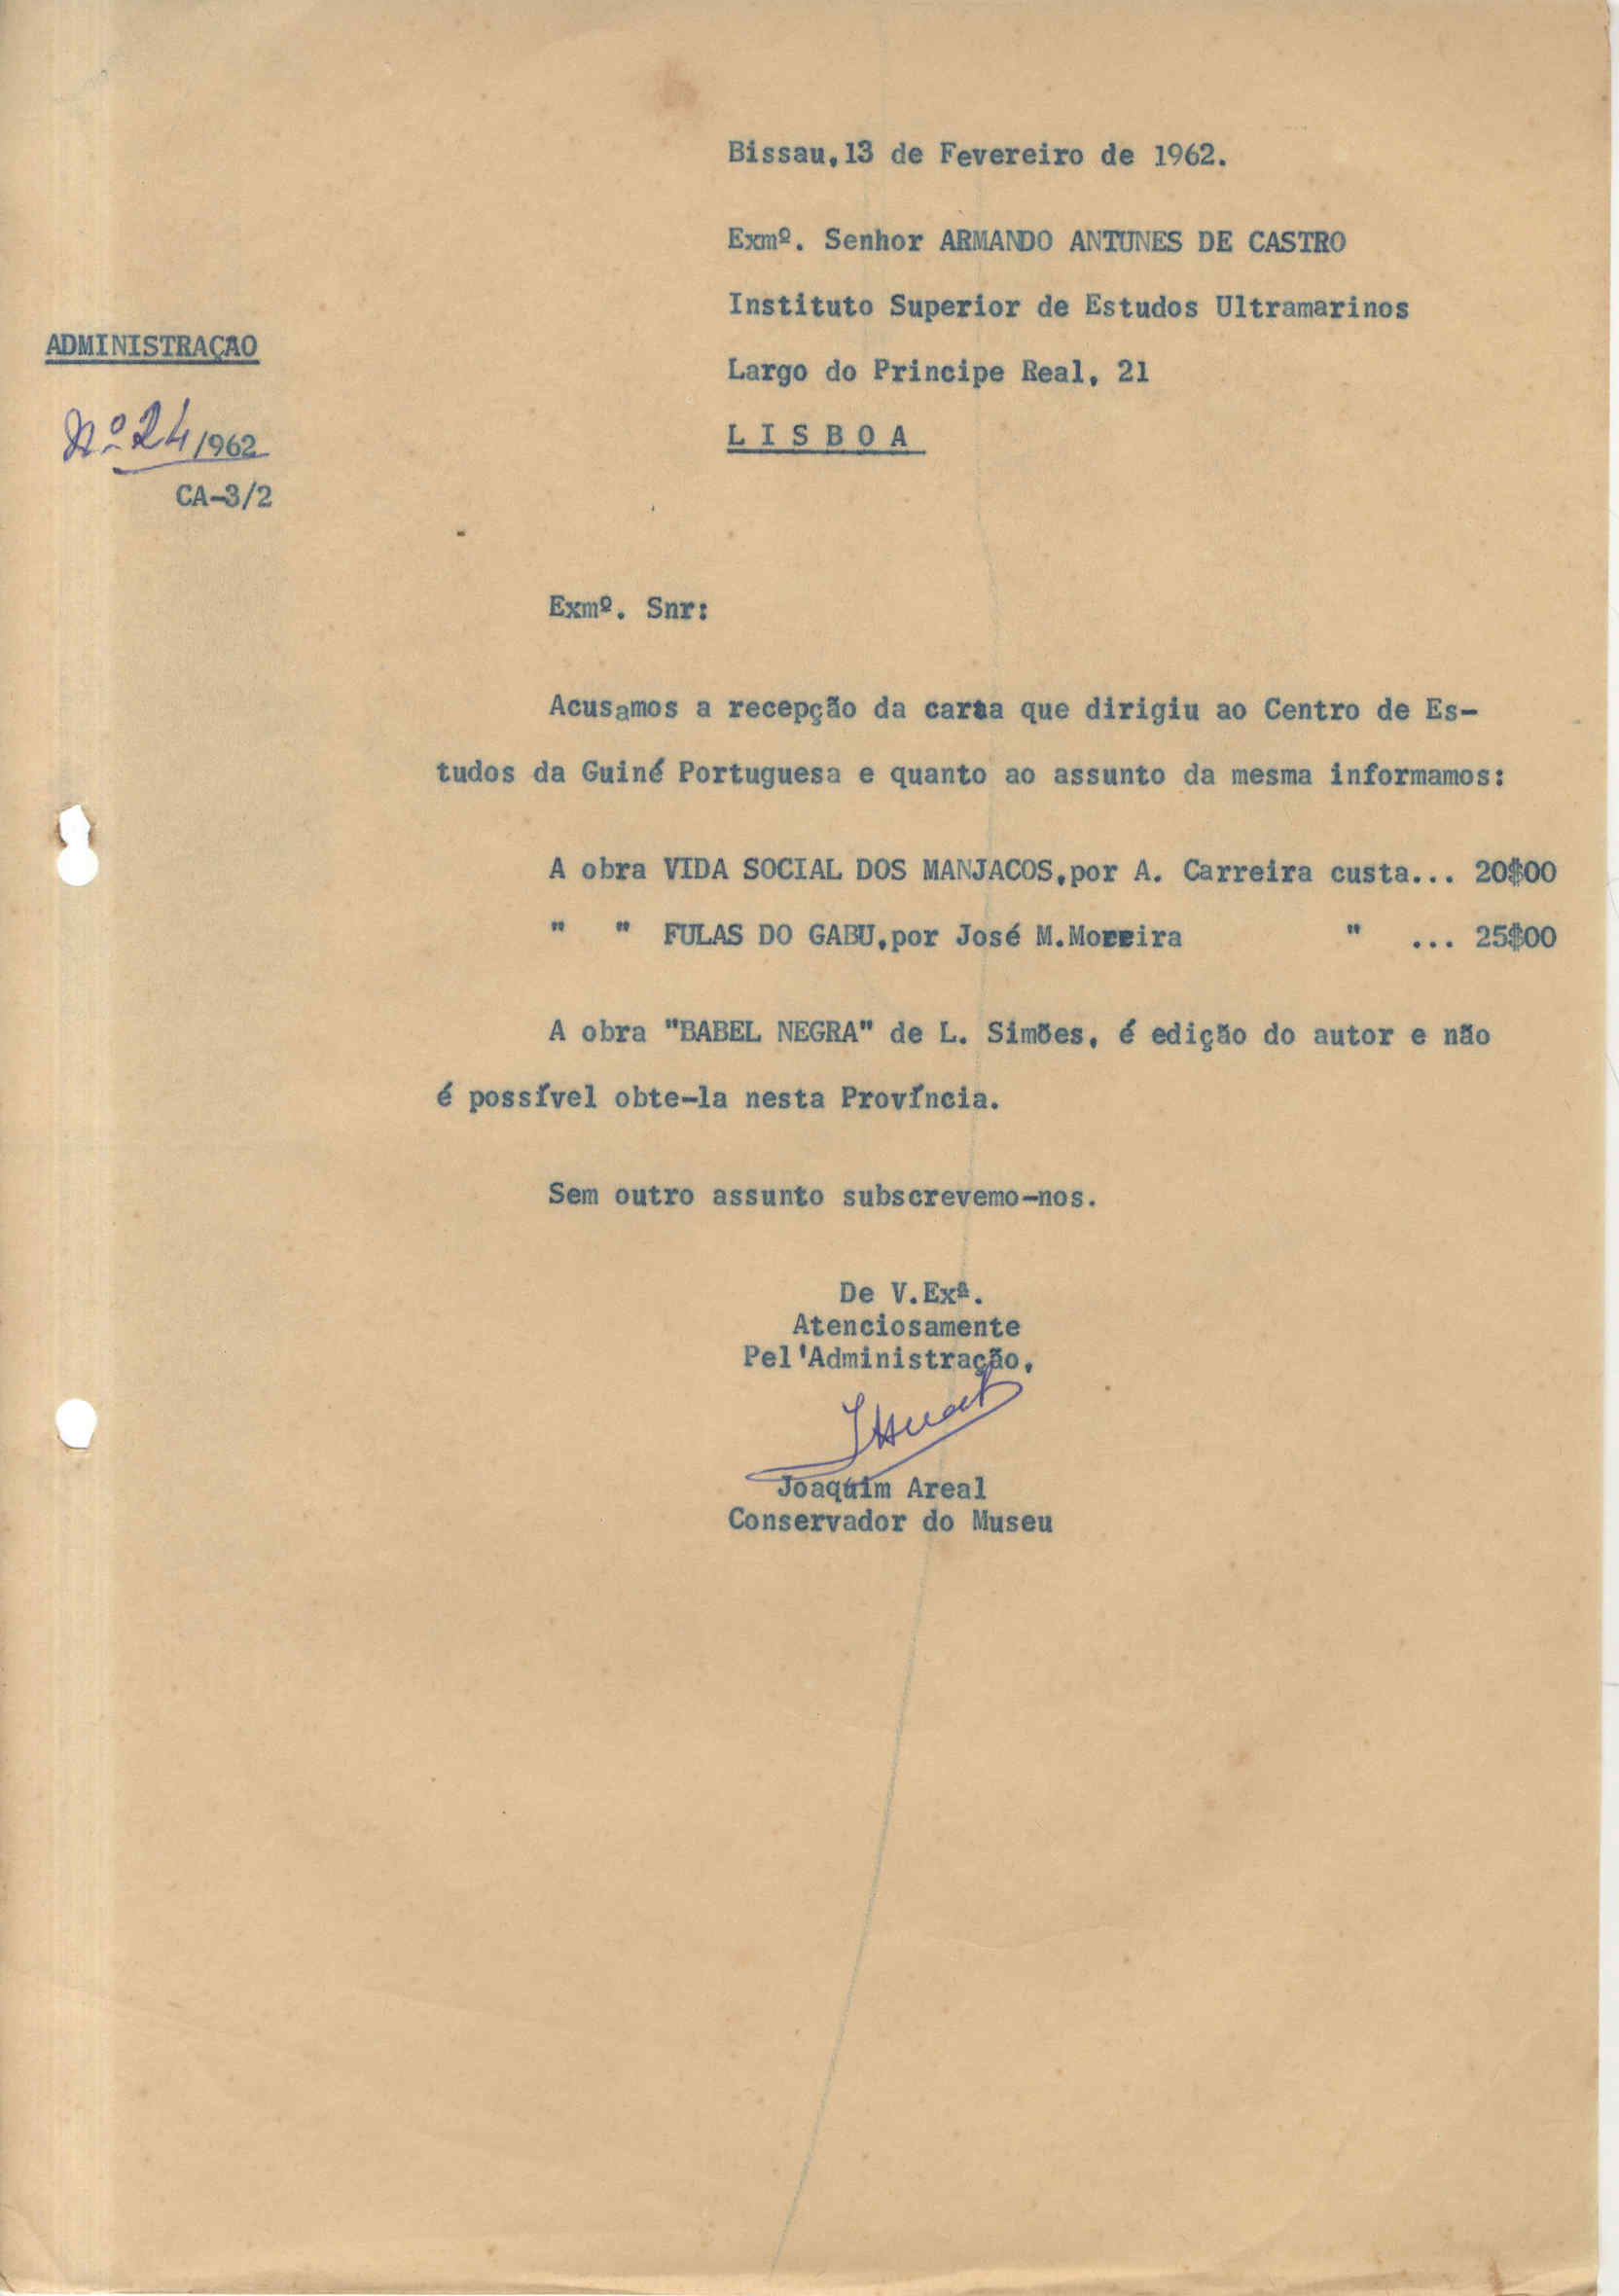 Bissau,13 de Fevereiro de 1962.
Exmº. Senhor ARMANDO ANTUNES DE CASTRO
Instituto Superior de Estudos Ultramarinos
Largo do Principe Real, 21
L I S B O A
ADMINISTRAÇÃO
Nº 24/962
CA-3/2
Exmº. Snr:
Acusamos a recepção da carta que dirigiu ao Centro de Es-
tudos da Guiné Portuguesa e quanto ao assunto da mesma informamos:
A obra VIDA SOCIAL DOS MANJACOS,por A. Carreira custa... 20$00
" " FULAS DO GABU,por José M.Moreira " ... 25$00
A obra "BABEL NEGRA" de L. Simões, é edição do autor e não
é possível obte-la nesta Província.
Sem outro assunto subscrevemo-nos.
De V.Exª.
Atenciosamente
Pel'Administração,
Joaquim Areal
Conservador do Museu